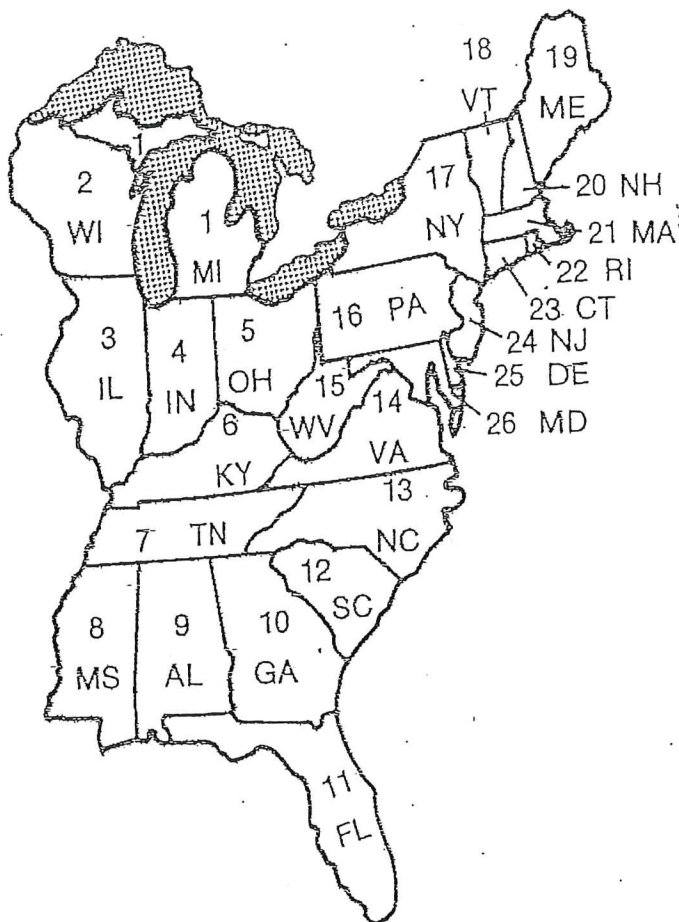 18
19
VT
ME
1
2
17
20 NH
WI
1
NY
21 MA
MI
22 RI
16 PA
23 CT
3
5
24 NJ
4
OH
25 DE
IL
IN
15
14
26 MD
6
WV
KY
VA
13
7 TN
NC
12
8
9
10
SC
MS
AL
GA
11
FL